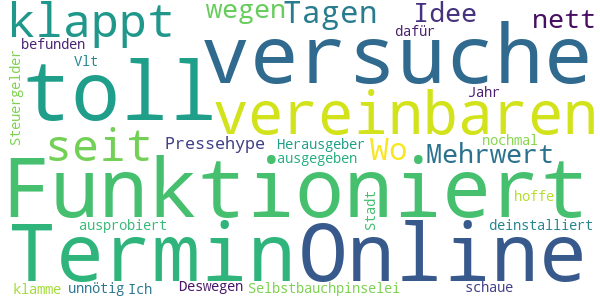 klappt wegen Tagen Idee nett
befunden dafür
Vlt versuche
Steuergelder toll Jahr
vereinbaren
seit Pressehype Herausgeber Wo Mehrwert nochmal
ausgegeben
Funktioniert
Stadt hoffe
ausprobiert deinstalliert
Termin Online
klamme unnötig Ich Deswegen Selbstbauchpinselei schaue